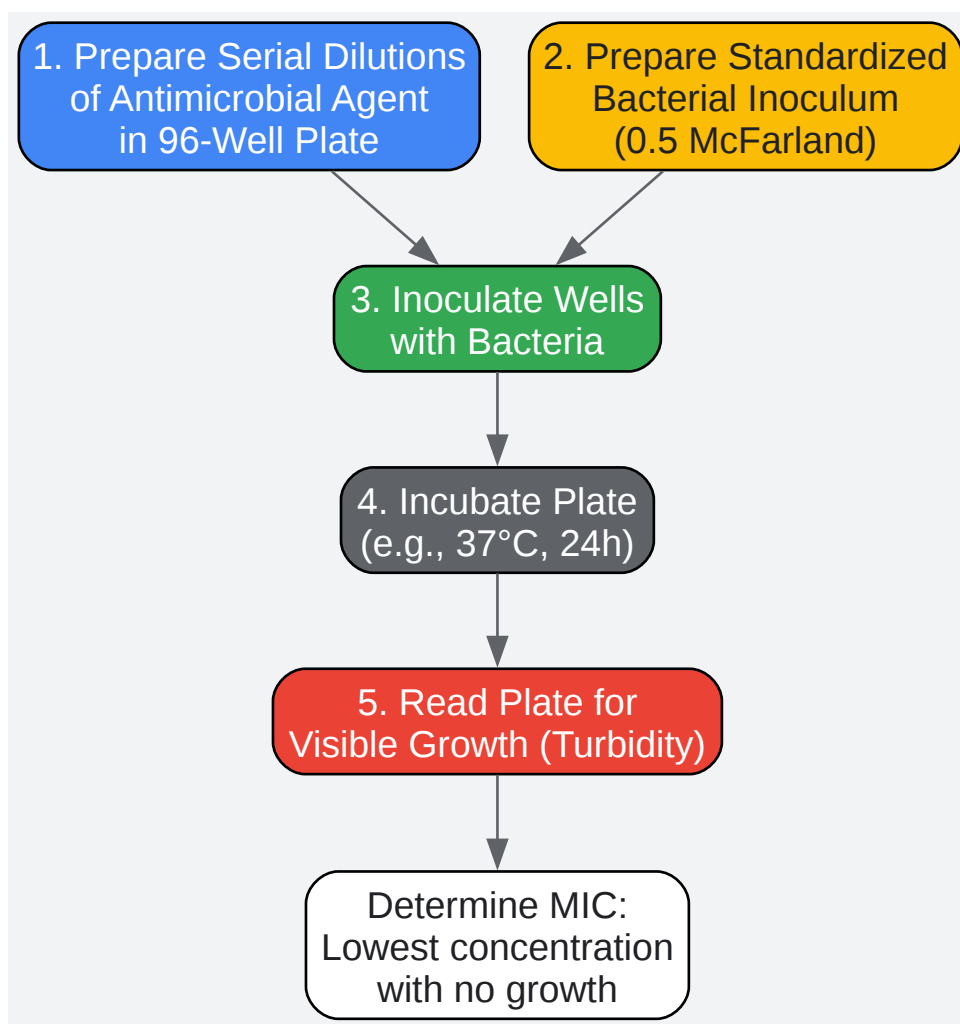 1. Prepare Serial Dilutions
of Antimicrobial Agent
in 96-Well Plate
2. Prepare Standardized
Bacterial Inoculum
(0.5 McFarland)
3. Inoculate Wells
with Bacteria
4. Incubate Plate
(e.g., 37°C, 24h)
5. Read Plate for
Visible Growth (Turbidity)
Determine MIC:
Lowest concentration
with no growth